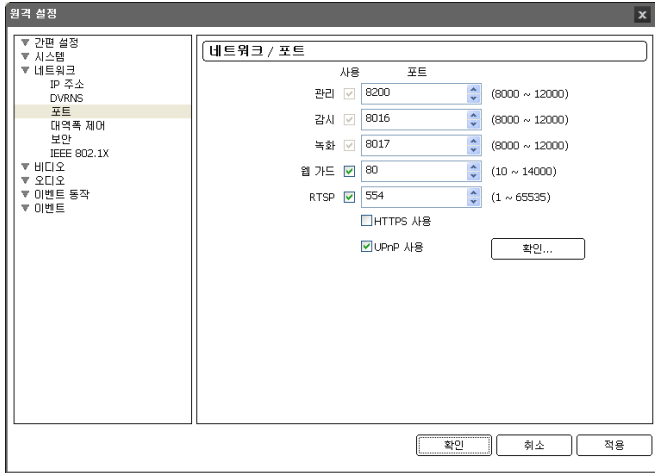 원격 설정
x
▼ 간편 설정
▼ 시스템
▼ 네트워크
IP 주소
DVRNS
포트
대역폭 제어
보안
IEEE 802.1X
▼ 비디오
▼ 오디오
▼ 이벤트 동작
▼ 이벤트
네트워크 / 포트
사용 포트
관리 8200 (8000 ~ 12000)
감시 8016 (8000 ~ 12000)
녹화 8017 (8000 ~ 12000)
웹 가드 80 (10 ~ 14000)
RTSP 554 (1 ~ 65535)
HTTPS 사용
UPnP 사용 확인...
확인 취소 적용